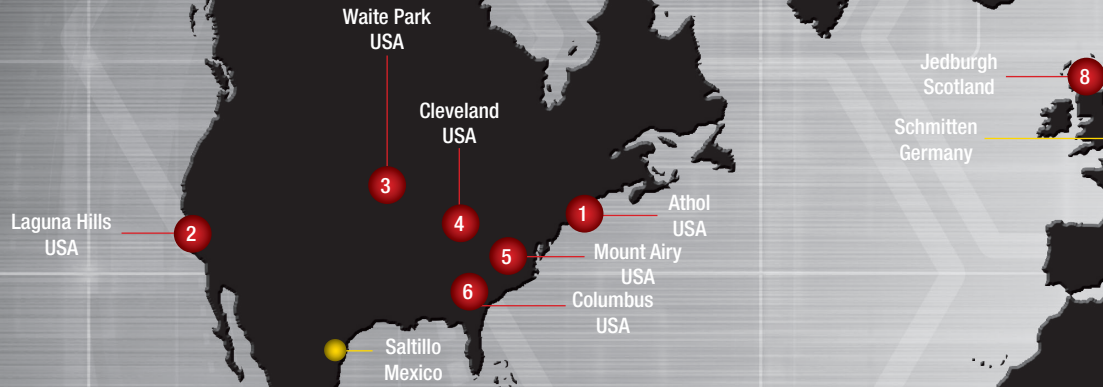 Waite Park
USA
Cleveland
USA
3
Laguna Hills
USA
2
4
1
Athol
USA
5
Mount Airy
USA
6
Columbus
USA
Saltillo
Mexico
Jedburgh
Scotland
8
Schmitten
Germany